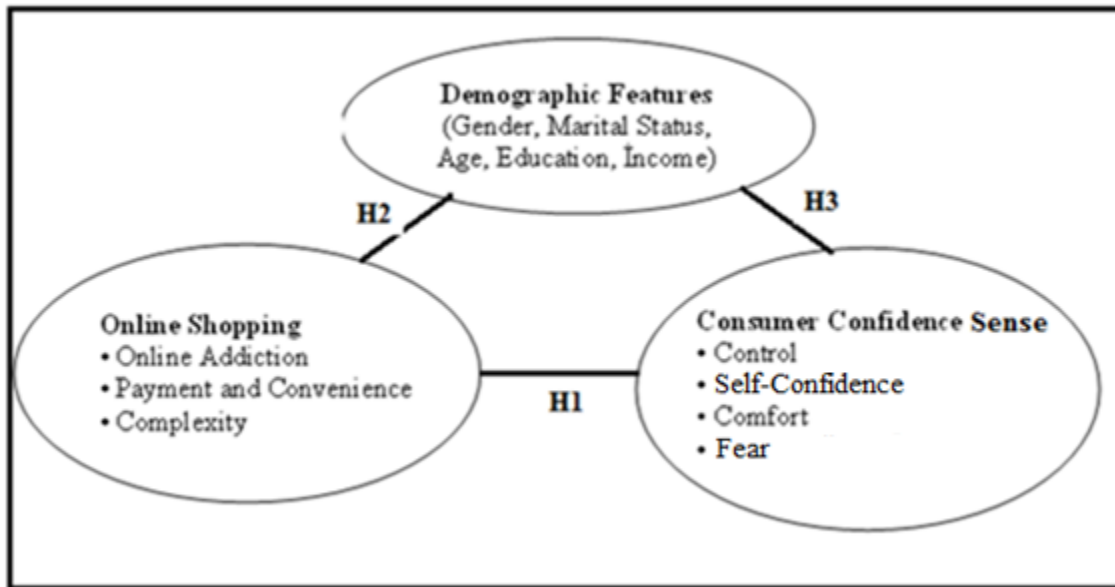 Demographic Features
(Gender, Marital Status,
Age, Education, İncome)
H2
H3
Online Shopping
• Online Addiction
• Payment and Convenience
• Complexity
H1
Consumer Confidence Sense
• Control
• Self-Confidence
• Comfort
• Fear